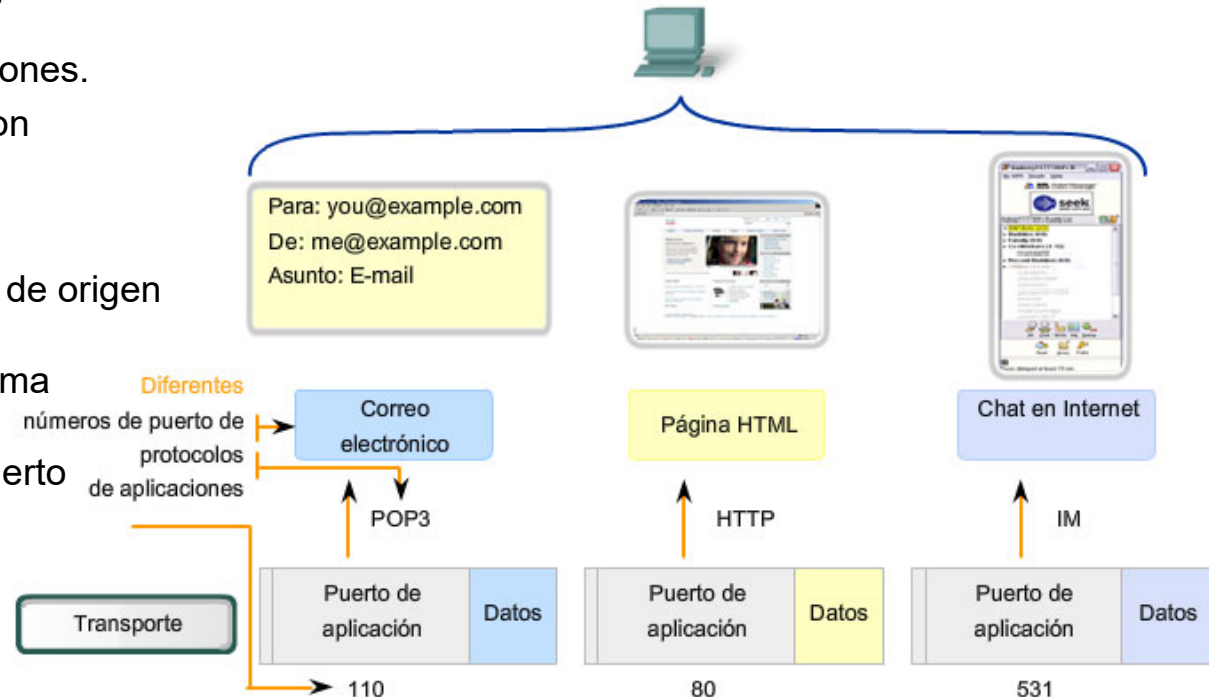 ones.
on
de origen
ma
erto
Para: you@example.com
De: me@example.com
Asunto: E-mail
seek
Diferentes
números de puerto de
protocolos
de aplicaciones
Correo
electrónico
Página HTML
Chat en Internet
POP3
HTTP
IM
Transporte
Puerto de
aplicación
Datos
Puerto de
aplicación
Datos
Puerto de
aplicación
Datos
110
80
531